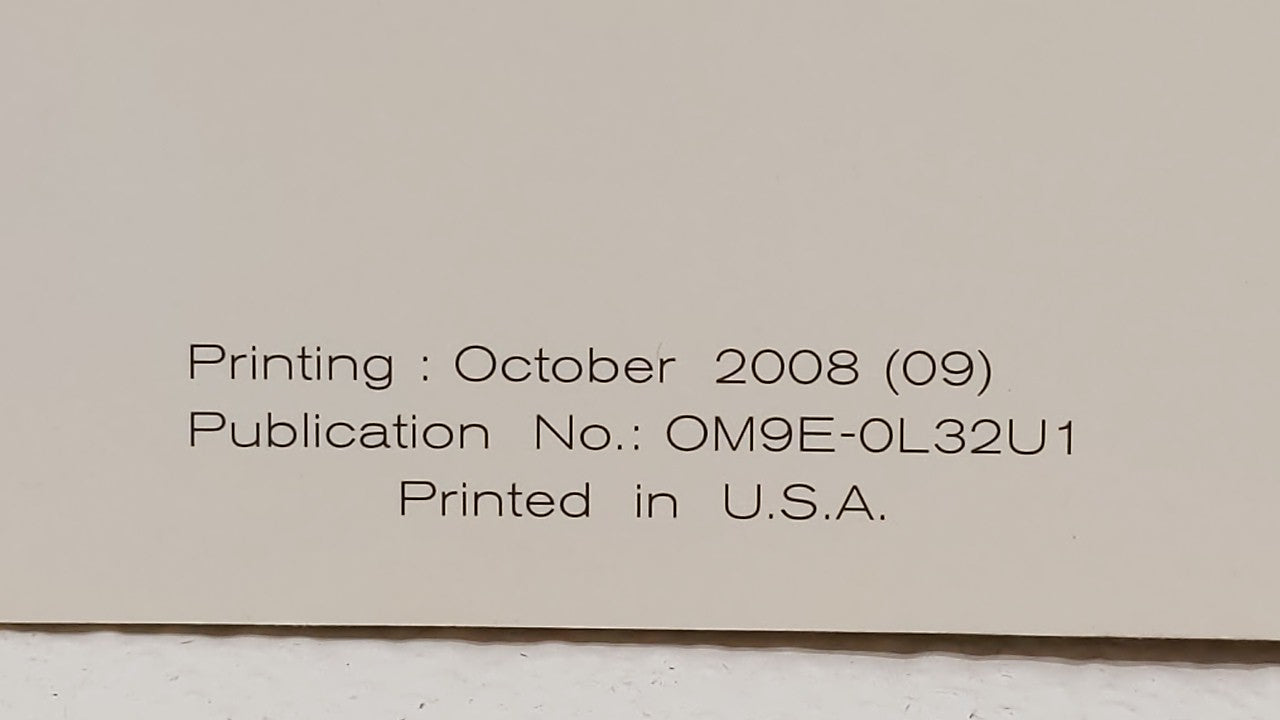 Printing : October 2008 (09)
Publication No.: OM9E-0L32U1
Printed in U.S.A.